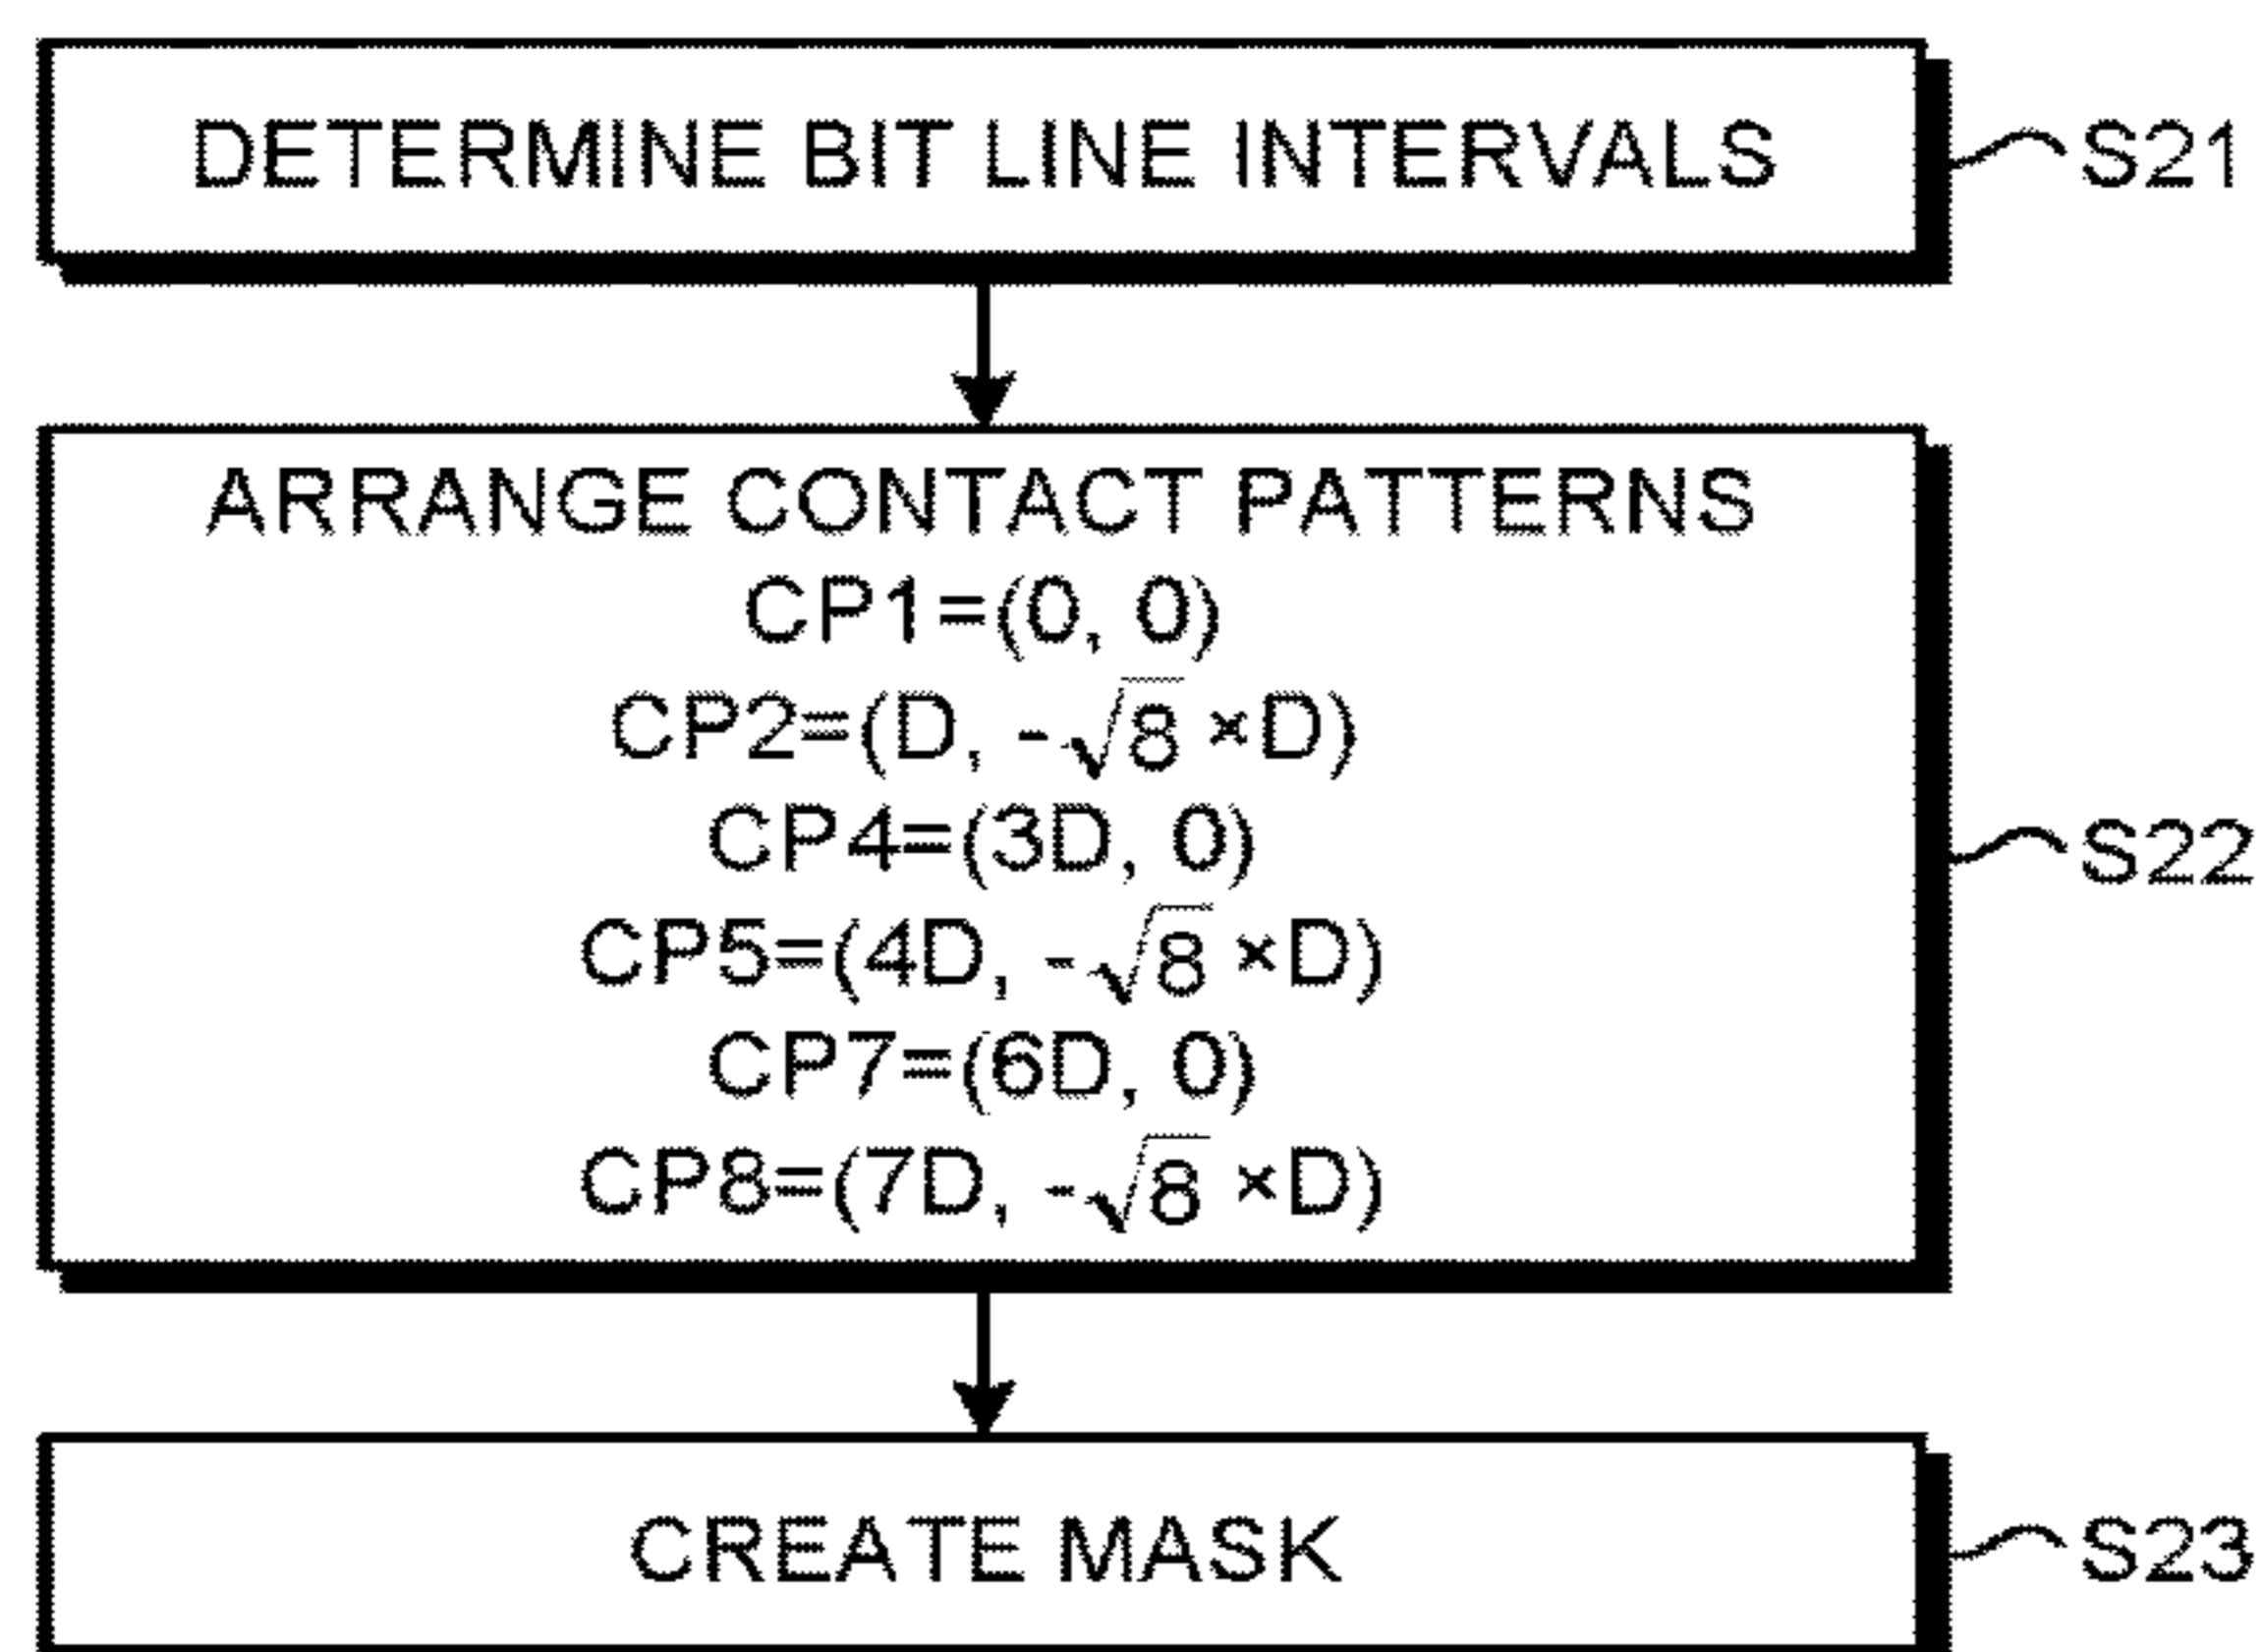 DETERMINE BIT LINE INTERVALS
S21
ARRANGE CONTACT PATTERNS
CP1=(0, 0)
CP2=(D, -√8 ×D)
CP4=(3D, 0)
CP5=(4D, -√8 ×D)
CP7=(6D, 0)
CP8=(7D, -√8 ×D)
S22
CREATE MASK
S23